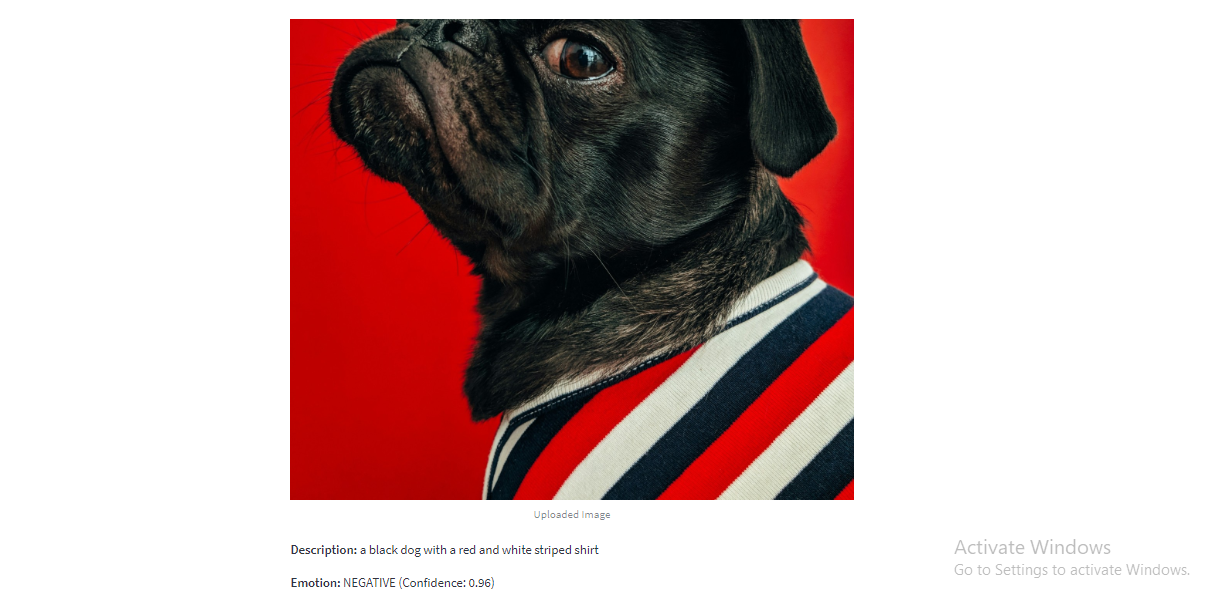 Uploaded Image
Description: a black dog with a red and white striped shirt
Emotion: NEGATIVE (Confidence: 0.96)
Activate Windows
Go to Settings to activate Windows.